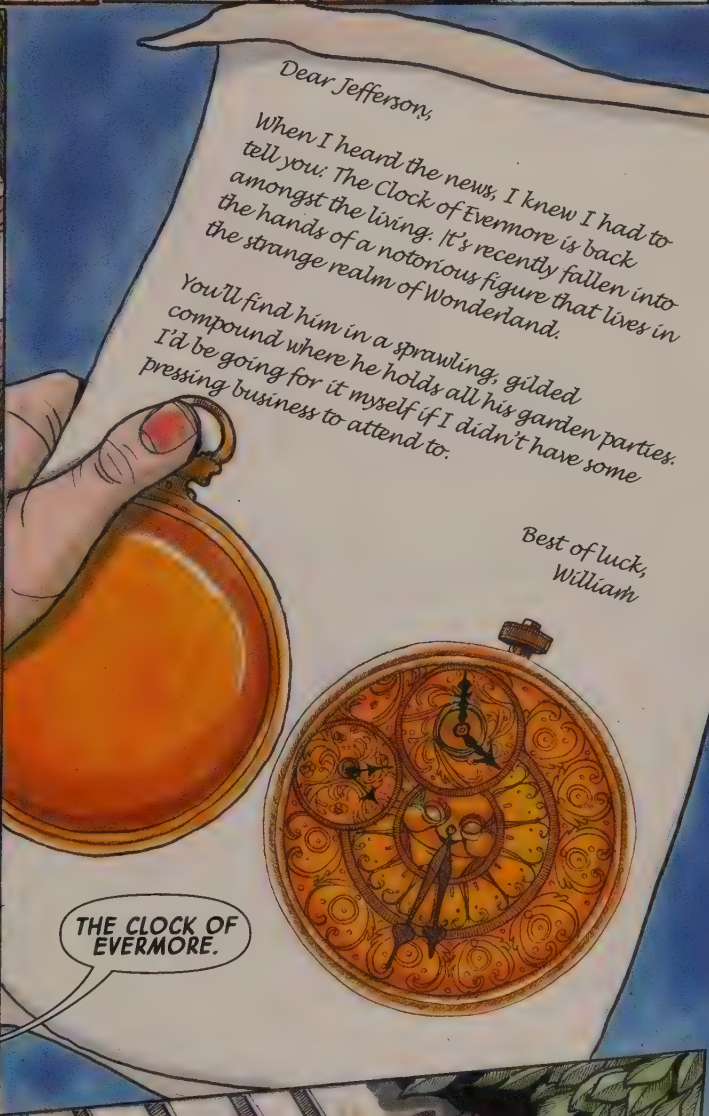 Dear Jefferson,
When I heard the news, I knew I had to
tell you: The Clock of Evermore is back
amongst the living. It's recently fallen into
the hands of a notorious figure that lives in
the strange realm of Wonderland.
You'll find him in a sprawling, gilded
compound where he holds all his garden parties.
I'd be going for it myself if I didn't have some
pressing business to attend to.
Best of luck,
William
THE CLOCK OF
EVERMORE.